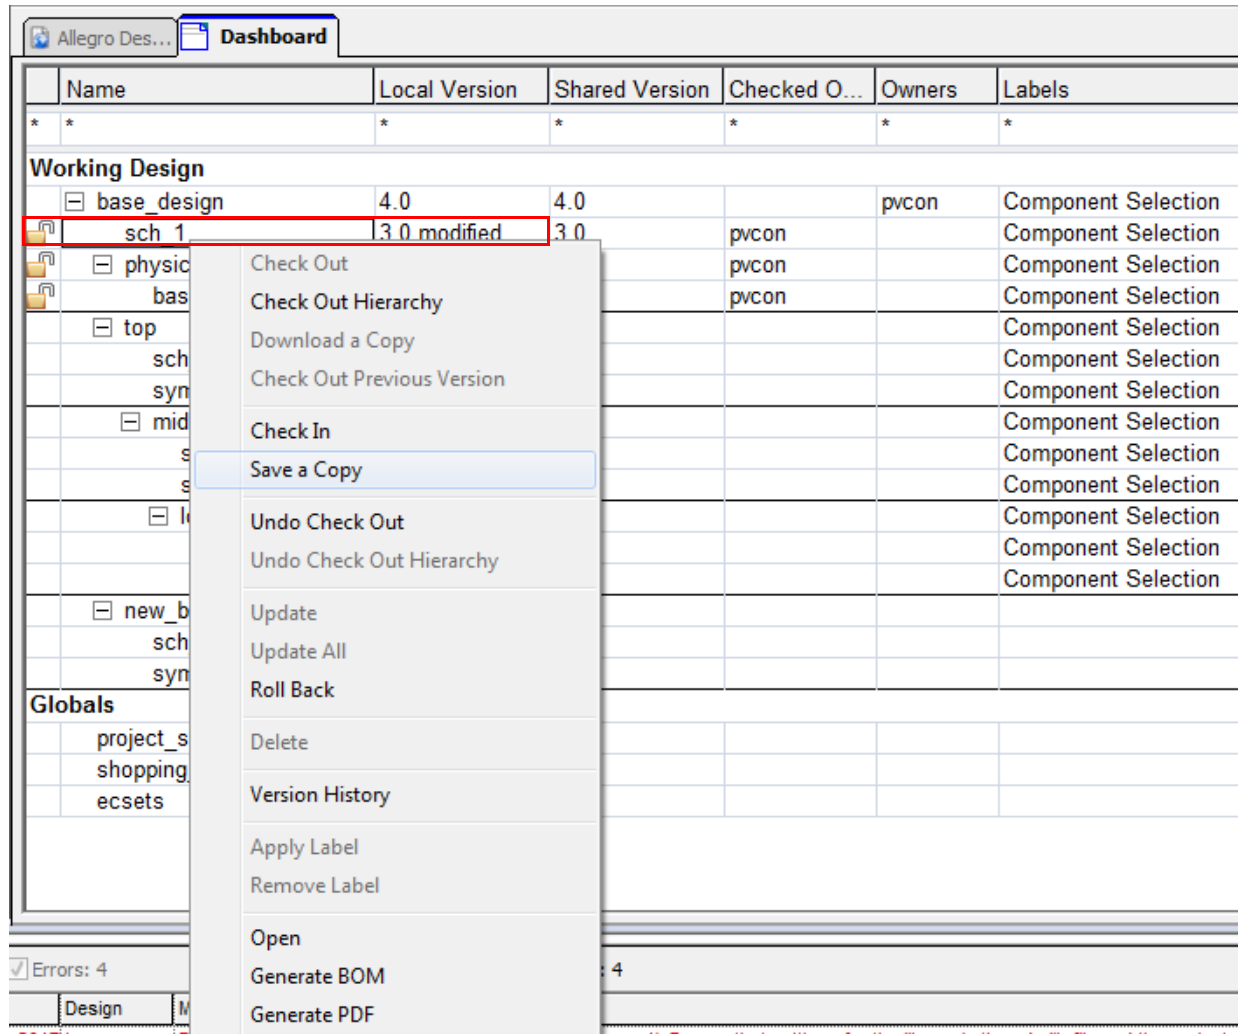 Allegro Des... Dashboard
Name Local Version Shared Version Checked O... Owners Labels
* * * * * * *
Working Design
base_design 4.0 4.0 pvcon Component Selection
sch_1 3.0 modified 3.0 pvcon Component Selection
physic pvcon Component Selection
bas pvcon Component Selection
top Component Selection
sch Component Selection
sym Component Selection
mid Component Selection
s Component Selection
s Component Selection
Component Selection
Component Selection
Component Selection
new_b
sch
sym
Globals
project_s
shopping_
ecsets
Check Out
Check Out Hierarchy
Download a Copy
Check Out Previous Version
Check In
Save a Copy
Undo Check Out
Undo Check Out Hierarchy
Update
Update All
Roll Back
Delete
Version History
Apply Label
Remove Label
Open
Generate BOM
Generate PDF
Errors: 4 : 4
Design M